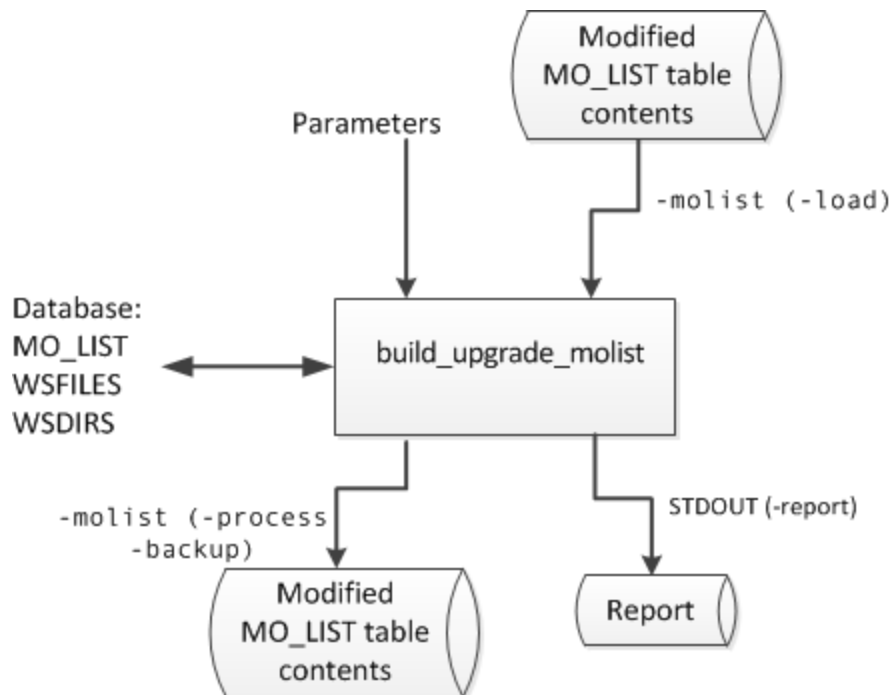 Modified
MO_LIST table
contents
Parameters
-molist (-load)
Database:
MO_LIST
WSFILES
WSDIRS
build_upgrade_molist
-molist (-process
-backup)
STDOUT (-report)
Modified
MO_LIST table
contents
Report